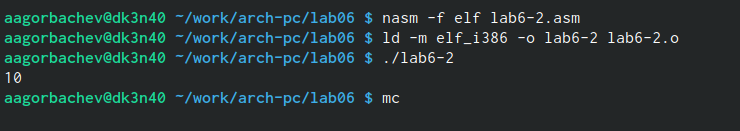 aagorbachev@dk3n40 ~/work/arch-pc/lab06 $ nasm -f elf lab6-2.asm
aagorbachev@dk3n40 ~/work/arch-pc/lab06 $ ld -m elf_i386 -o lab6-2 lab6-2.o
aagorbachev@dk3n40 ~/work/arch-pc/lab06 $ ./lab6-2
10
aagorbachev@dk3n40 ~/work/arch-pc/lab06 $ mc